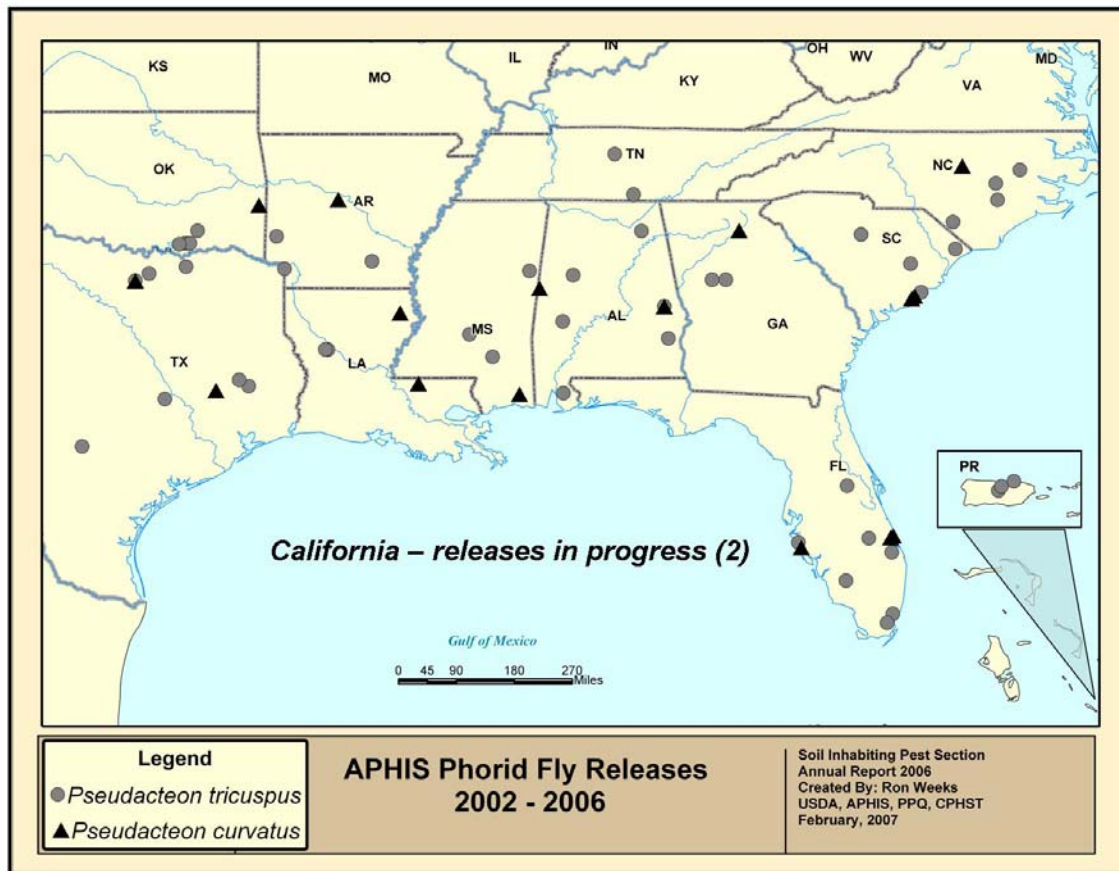 IL
IN
OH
WV
MD
KS
MO
KY
VA
OK
AR
TN
NC
SC
MS
AL
GA
TX
LA
FL
PR
California – releases in progress (2)
Gulf of Mexico
0 45 90 180 270
Miles
Legend
Pseudacteon tricuspus
Pseudacteon curvatus
APHIS Phorid Fly Releases
2002 - 2006
Soil Inhabiting Pest Section
Annual Report 2006
Created By: Ron Weeks
USDA, APHIS, PPQ, CPHST
February, 2007